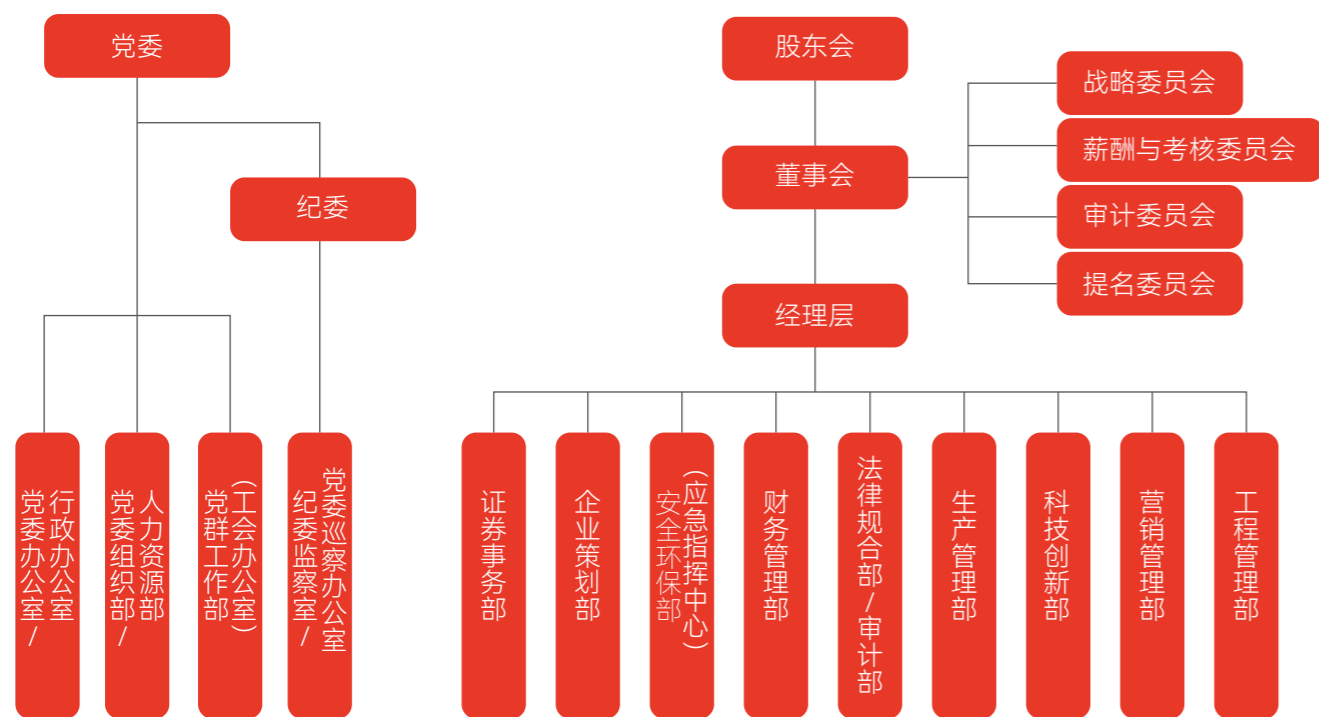 党委
股东会
战略委员会
薪酬与考核委员会
董事会
纪委
审计委员会
提名委员会
经理层
党委办公室/
行政办公室
党委组织部/
人力资源部
党群工作部
(工会办公室)
纪委监察室/
党委巡察办公室
证券事务部
企业策划部
安全环保部
(应急指挥中心)
财务管理部
法律规合部/审计部
生产管理部
科技创新部
营销管理部
工程管理部